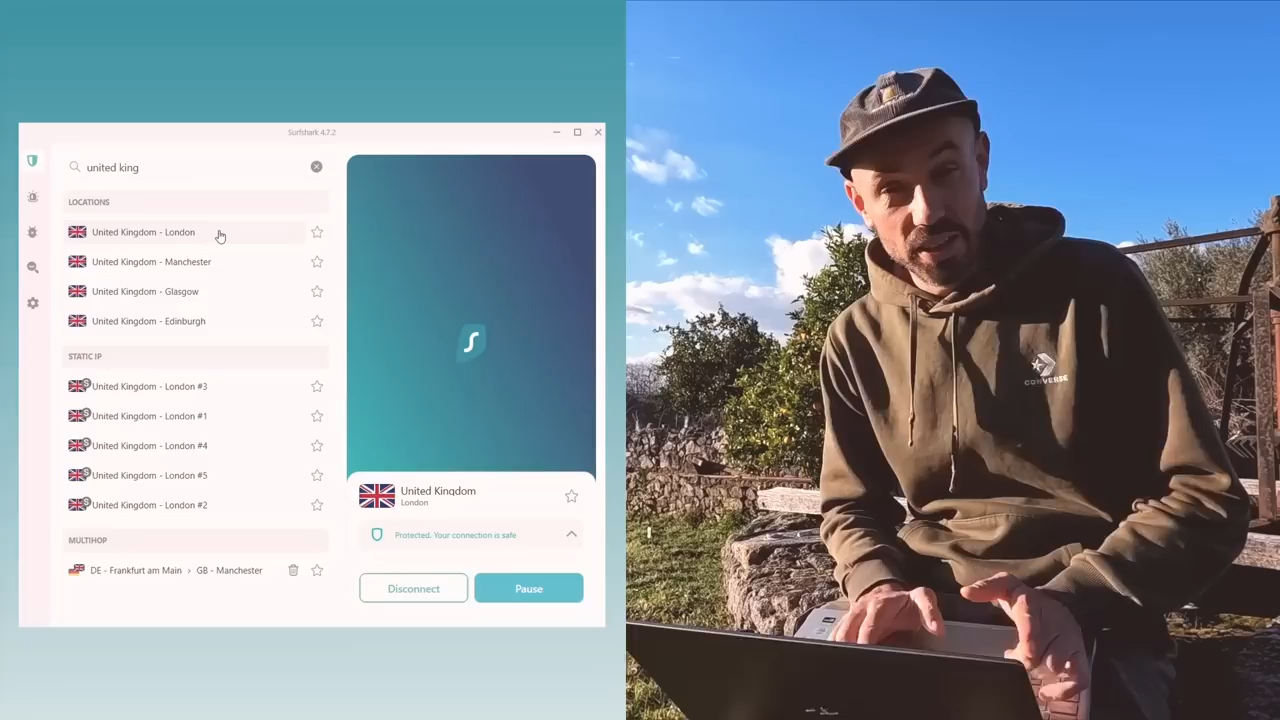 Surfshark 4.7.2
united king
LOCATIONS
United Kingdom - London
United Kingdom - Manchester
United Kingdom - Glasgow
United Kingdom - Edinburgh
STATIC IP
United Kingdom - London #3
United Kingdom - London #1
United Kingdom - London #4
United Kingdom - London #5
United Kingdom - London #2
MULTIHOP
DE - Frankfurt am Main › GB - Manchester
United Kingdom
London
Protected. Your connection is safe
Disconnect
Pause
CONVERSE